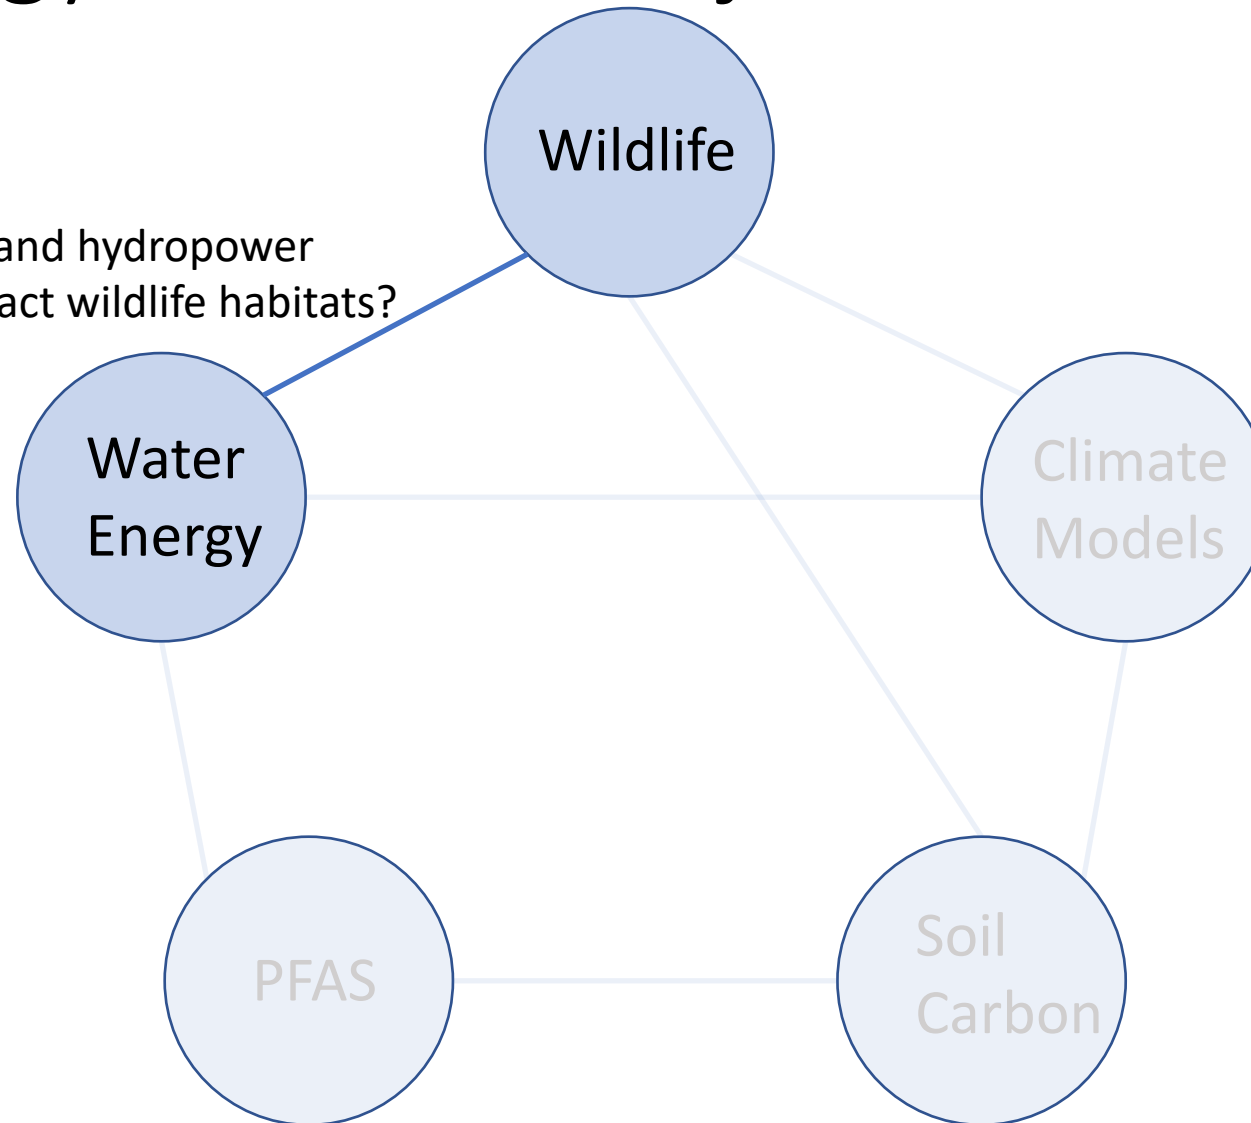 Wildlife
and hydropower
act wildlife habitats?
Water
Energy
Climate
Models
Soil
Carbon
PFAS